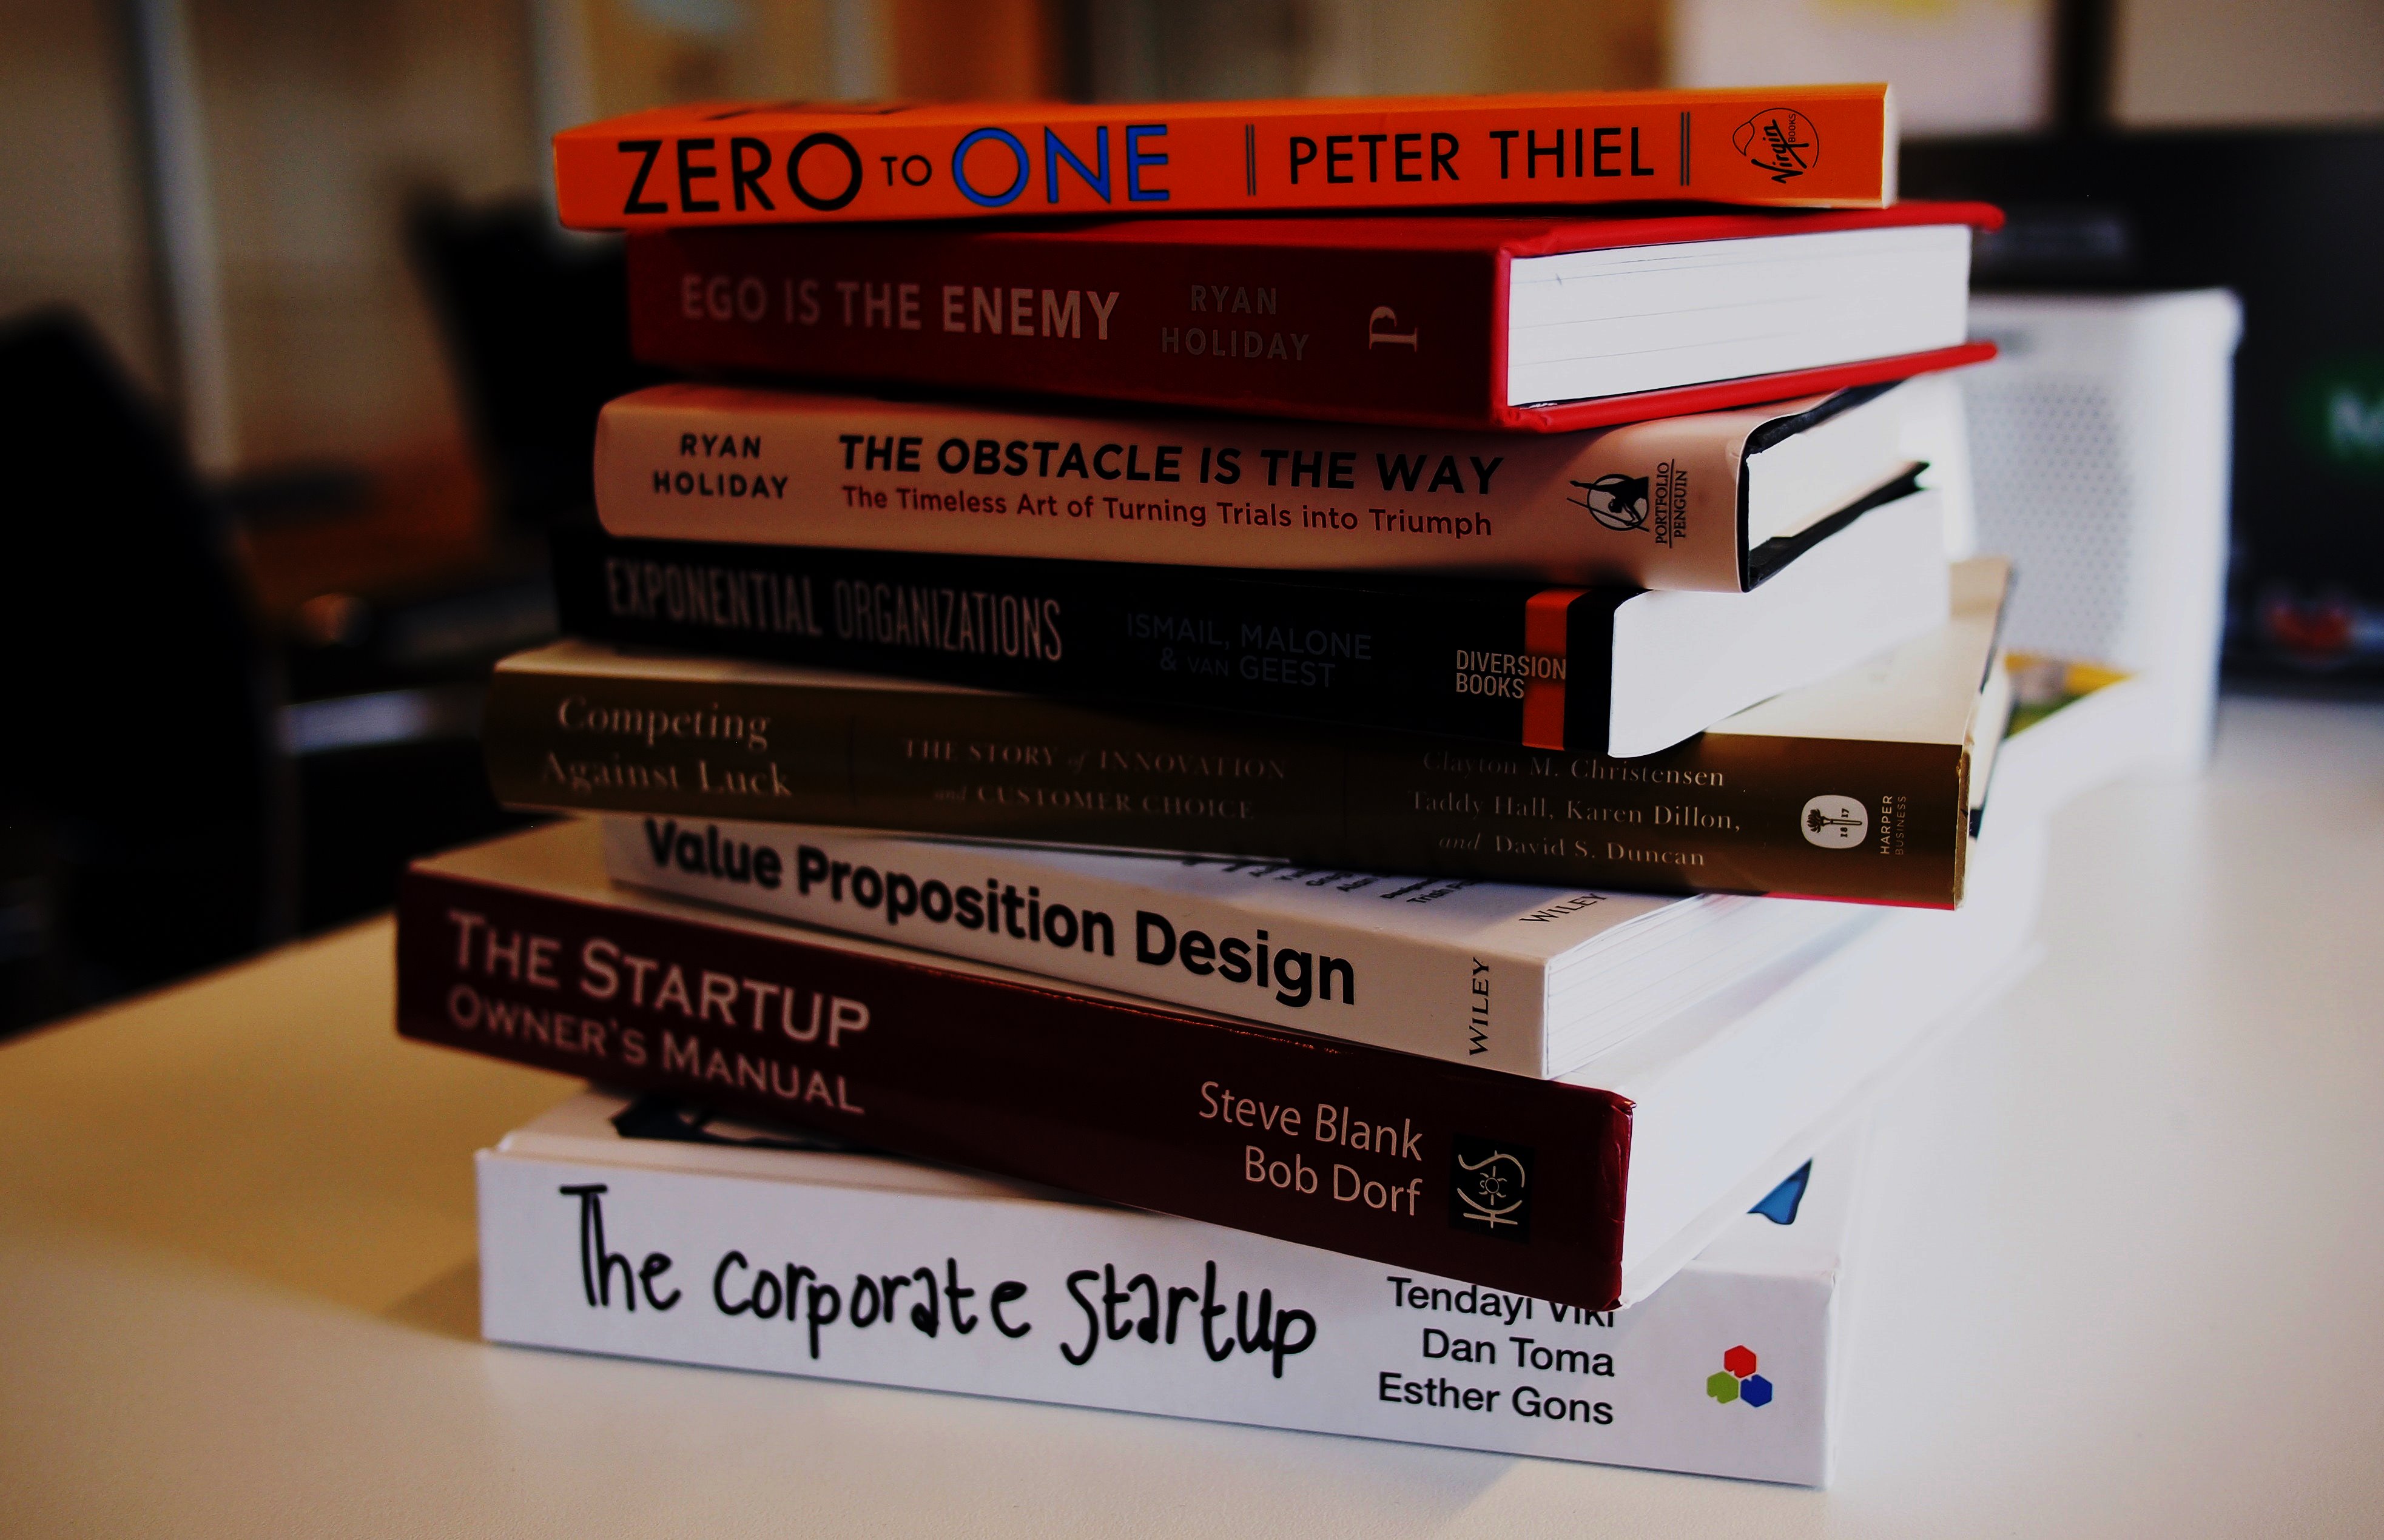 ZERO TO ONE || PETER THIEL || Virgin BOOKS
EGO IS THE ENEMY
RYAN
HOLIDAY
P
RYAN
HOLIDAY
THE OBSTACLE IS THE WAY
The Timeless Art of Turning Trials into Triumph
PORTFOLIO
PENGUIN
EXPONENTIAL ORGANIZATIONS
ISMAIL, MALONE
& VAN GEEST
DIVERSION
BOOKS
Competing
Against Luck
THE STORY of INNOVATION
and CUSTOMER CHOICE
Clayton M. Christensen
Taddy Hall, Karen Dillon,
and David S. Duncan
18 17
HARPER
BUSINESS
Value Proposition Design
WILEY
WILEY
THE STARTUP
OWNER'S MANUAL
Steve Blank
Bob Dorf
K&S
The corporate startup
Tendayi Viki
Dan Toma
Esther Gons